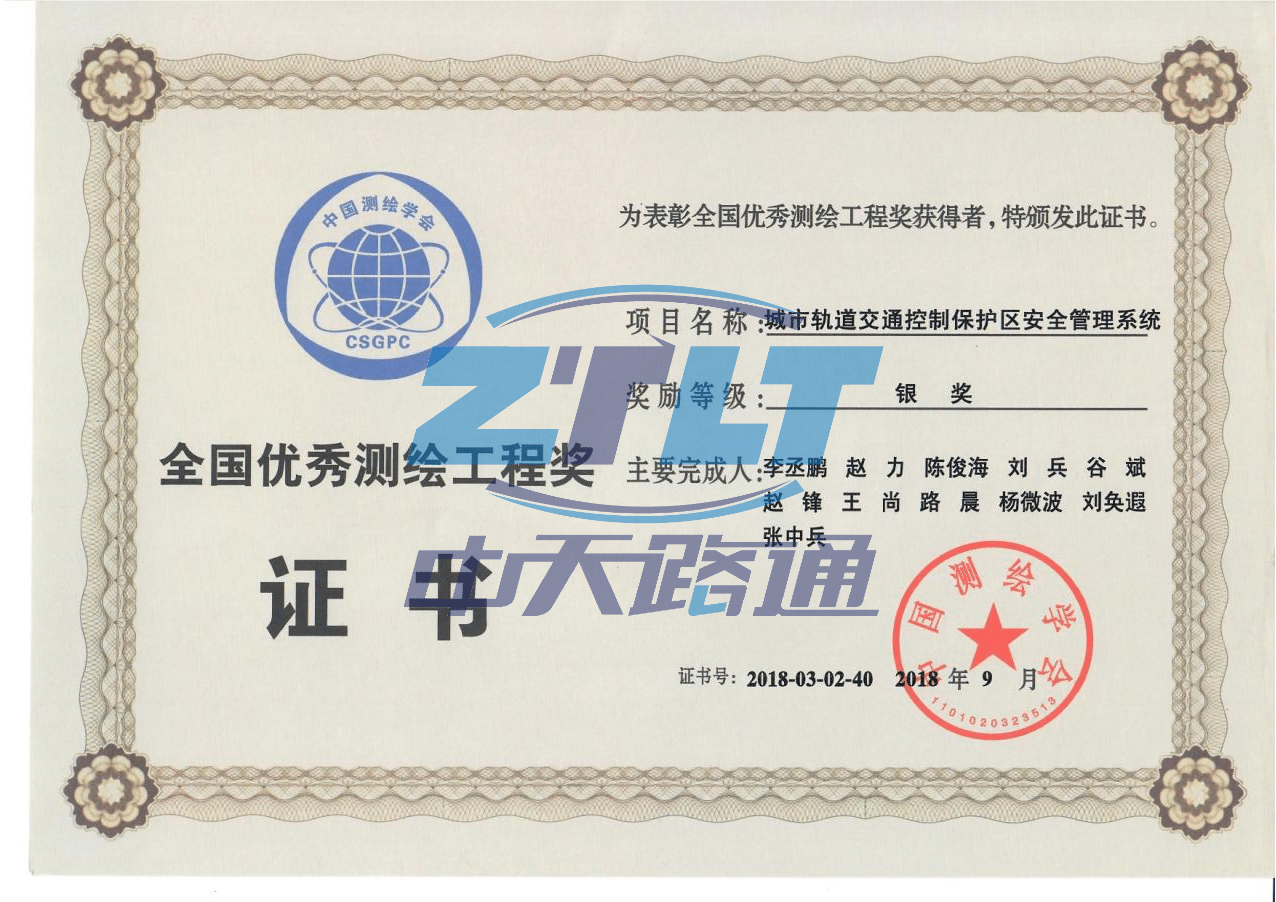 中国测绘学会
CSGPC
全国优秀测绘工程奖
证书
为表彰全国优秀测绘工程奖获得者,特颁发此证书。
项目名称:城市轨道交通控制保护区安全管理系统
奖励等级:银 奖
主要完成人:李丞鹏 赵 力 陈俊海 刘 兵 谷 斌
赵 锋 王 尚 路 晨 杨微波 刘奂遐
张中兵
证书号:2018-03-02-40 2018年9月
中国测绘学会
1101020323513
ZTLT
中天路通